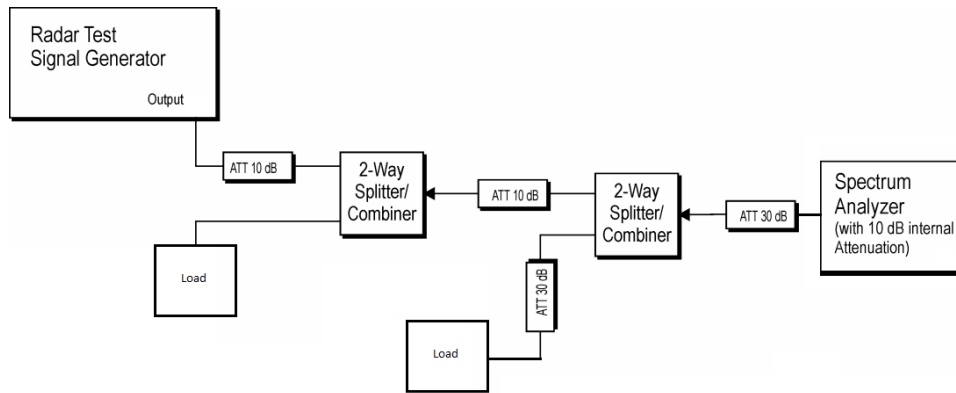 Radar Test
Signal Generator
Output
ATT 10 dB
2-Way
Splitter/
Combiner
Load
ATT 10 dB
2-Way
Splitter/
Combiner
ATT 30 dB
Load
ATT 30 dB
Spectrum
Analyzer
(with 10 dB internal
Attenuation)